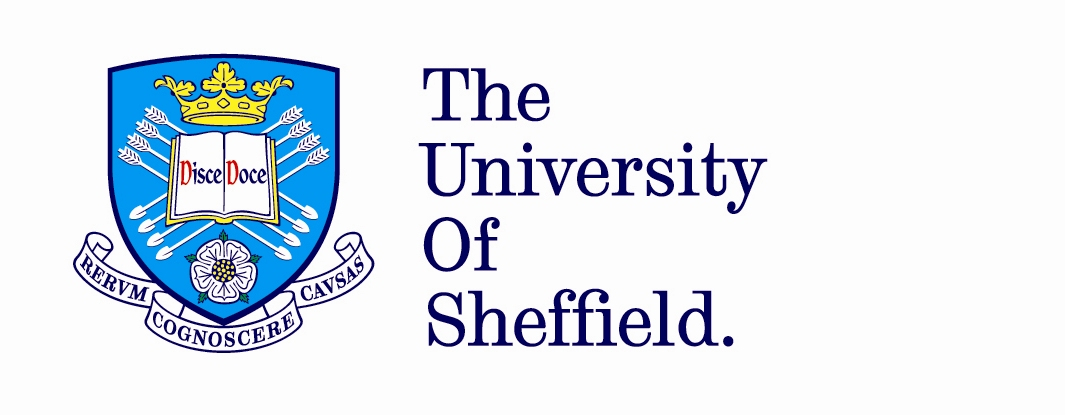 Disce Doce
RERVM COGNOSCERE CAVSAS
The
University
Of
Sheffield.